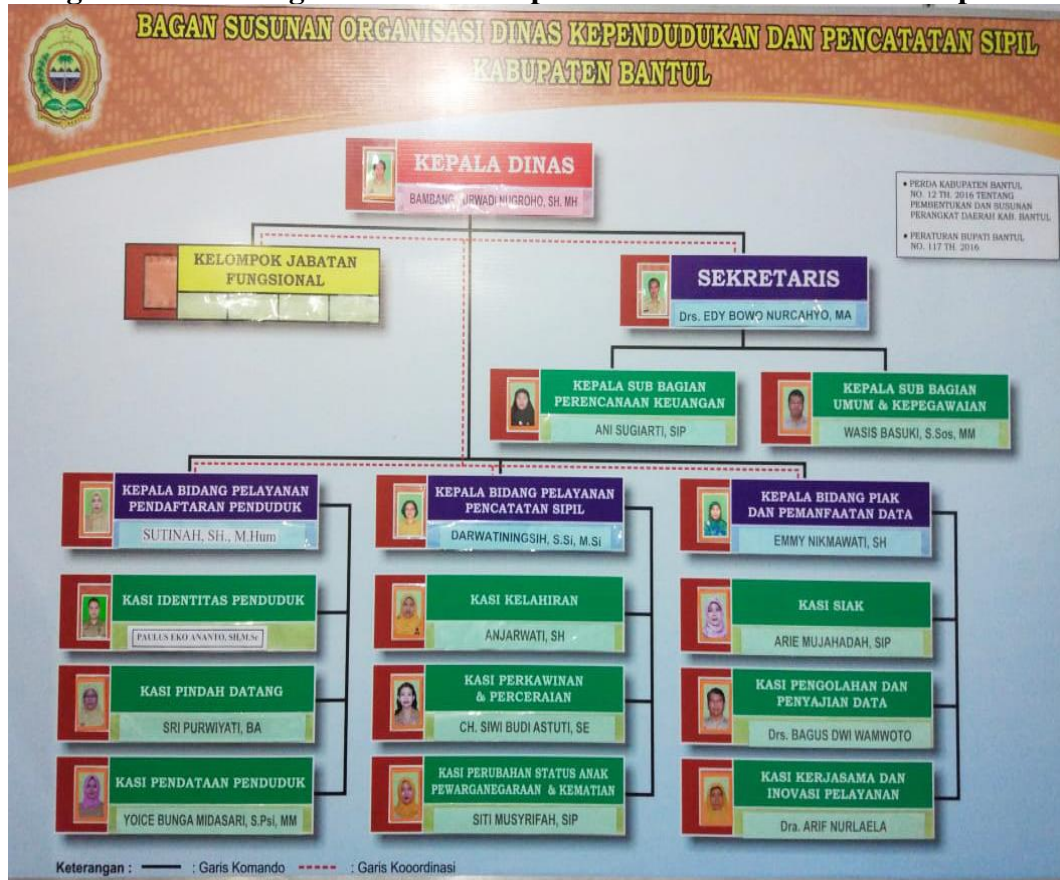 BAGAN SUSUNAN ORGANISASI DINAS KEPENDUDUKAN DAN PENCATATAN SIPIL
KABUPATEN BANTUL
KEPALA DINAS
BAMBANG PURWADI NUGROHO, SH, MH
• PERDA KABUPATEN BANTUL
NO. 12 TH. 2016 TENTANG
PEMBENTUKAN DAN SUSUNAN
PERANGKAT DAERAH KAB. BANTUL
• PERATURAN BUPATI BANTUL
NO. 117 TH. 2016
KELOMPOK JABATAN
FUNGSIONAL
SEKRETARIS
Drs. EDY BOWO NURCAHYO, MA
KEPALA SUB BAGIAN
PERENCANAAN KEUANGAN
ANI SUGIARTI, SIP
KEPALA SUB BAGIAN
UMUM & KEPEGAWAIAN
WASIS BASUKI, S.Sos, MM
KEPALA BIDANG PELAYANAN
PENDAFTARAN PENDUDUK
SUTINAH, SH., M.Hum
KASI IDENTITAS PENDUDUK
PAULUS EKO ANANTO, SH,M.Sc
KASI PINDAH DATANG
SRI PURWIYATI, BA
KASI PENDATAAN PENDUDUK
YOICE BUNGA MIDASARI, S.Psi, MM
KEPALA BIDANG PELAYANAN
PENCATATAN SIPIL
DARWATININGSIH, S.Si, M.Si
KASI KELAHIRAN
ANJARWATI, SH
KASI PERKAWINAN
& PERCERAIAN
CH. SIWI BUDI ASTUTI, SE
KASI PERUBAHAN STATUS ANAK
PEWARGANEGARAAN & KEMATIAN
SITI MUSYRIFAH, SIP
KEPALA BIDANG PIAK
DAN PEMANFAATAN DATA
EMMY NIKMAWATI, SH
KASI SIAK
ARIE MUJAHADAH, SIP
KASI PENGOLAHAN DAN
PENYAJIAN DATA
Drs. BAGUS DWI WAMWOTO
KASI KERJASAMA DAN
INOVASI PELAYANAN
Dra. ARIF NURLAELA
Keterangan : : Garis Komando : Garis Kooordinasi